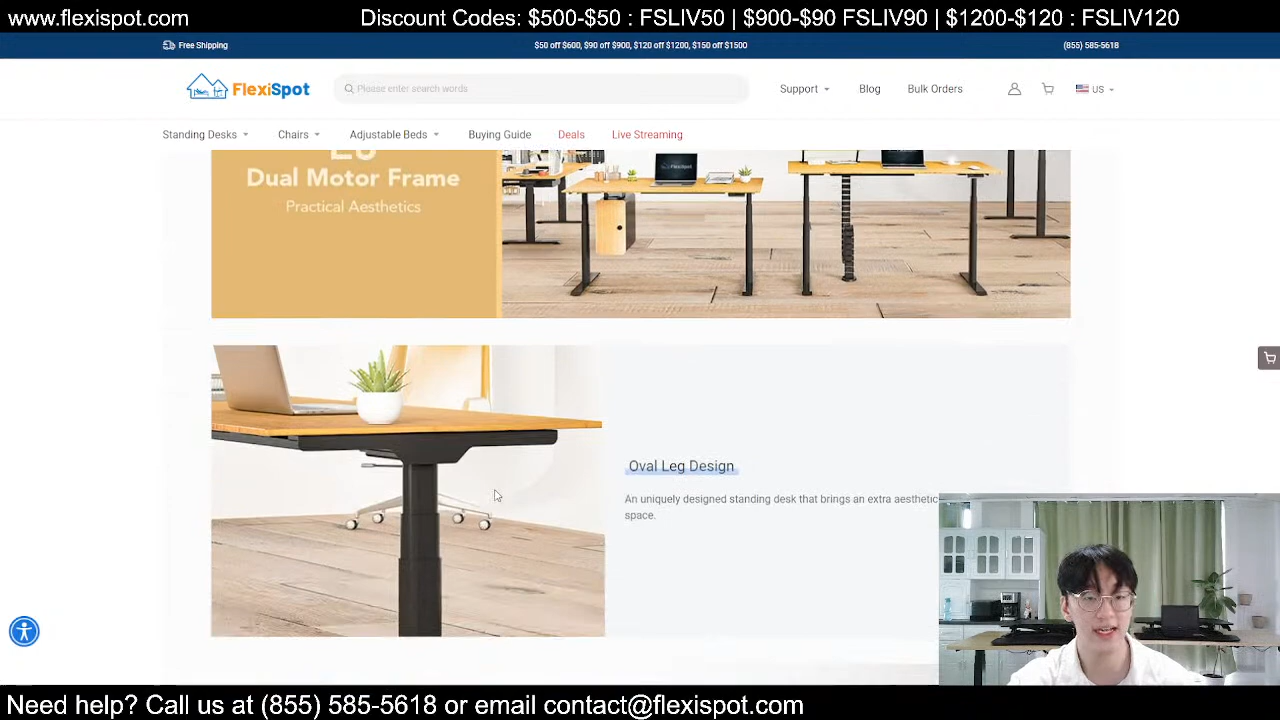 www.flexispot.com
Discount Codes: $500-$50 : FSLIV50 | $900-$90 FSLIV90 | $1200-$120 : FSLIV120
Free Shipping
$50 off $600, $90 off $900, $120 off $1200, $150 off $1500
(855) 585-5618
FlexiSpot
Please enter search words
Support
Blog
Bulk Orders
US
Standing Desks
Chairs
Adjustable Beds
Buying Guide
Deals
Live Streaming
Dual Motor Frame
Practical Aesthetics
Oval Leg Design
An uniquely designed standing desk that brings an extra aesthetic
space.
Need help? Call us at (855) 585-5618 or email contact@flexispot.com